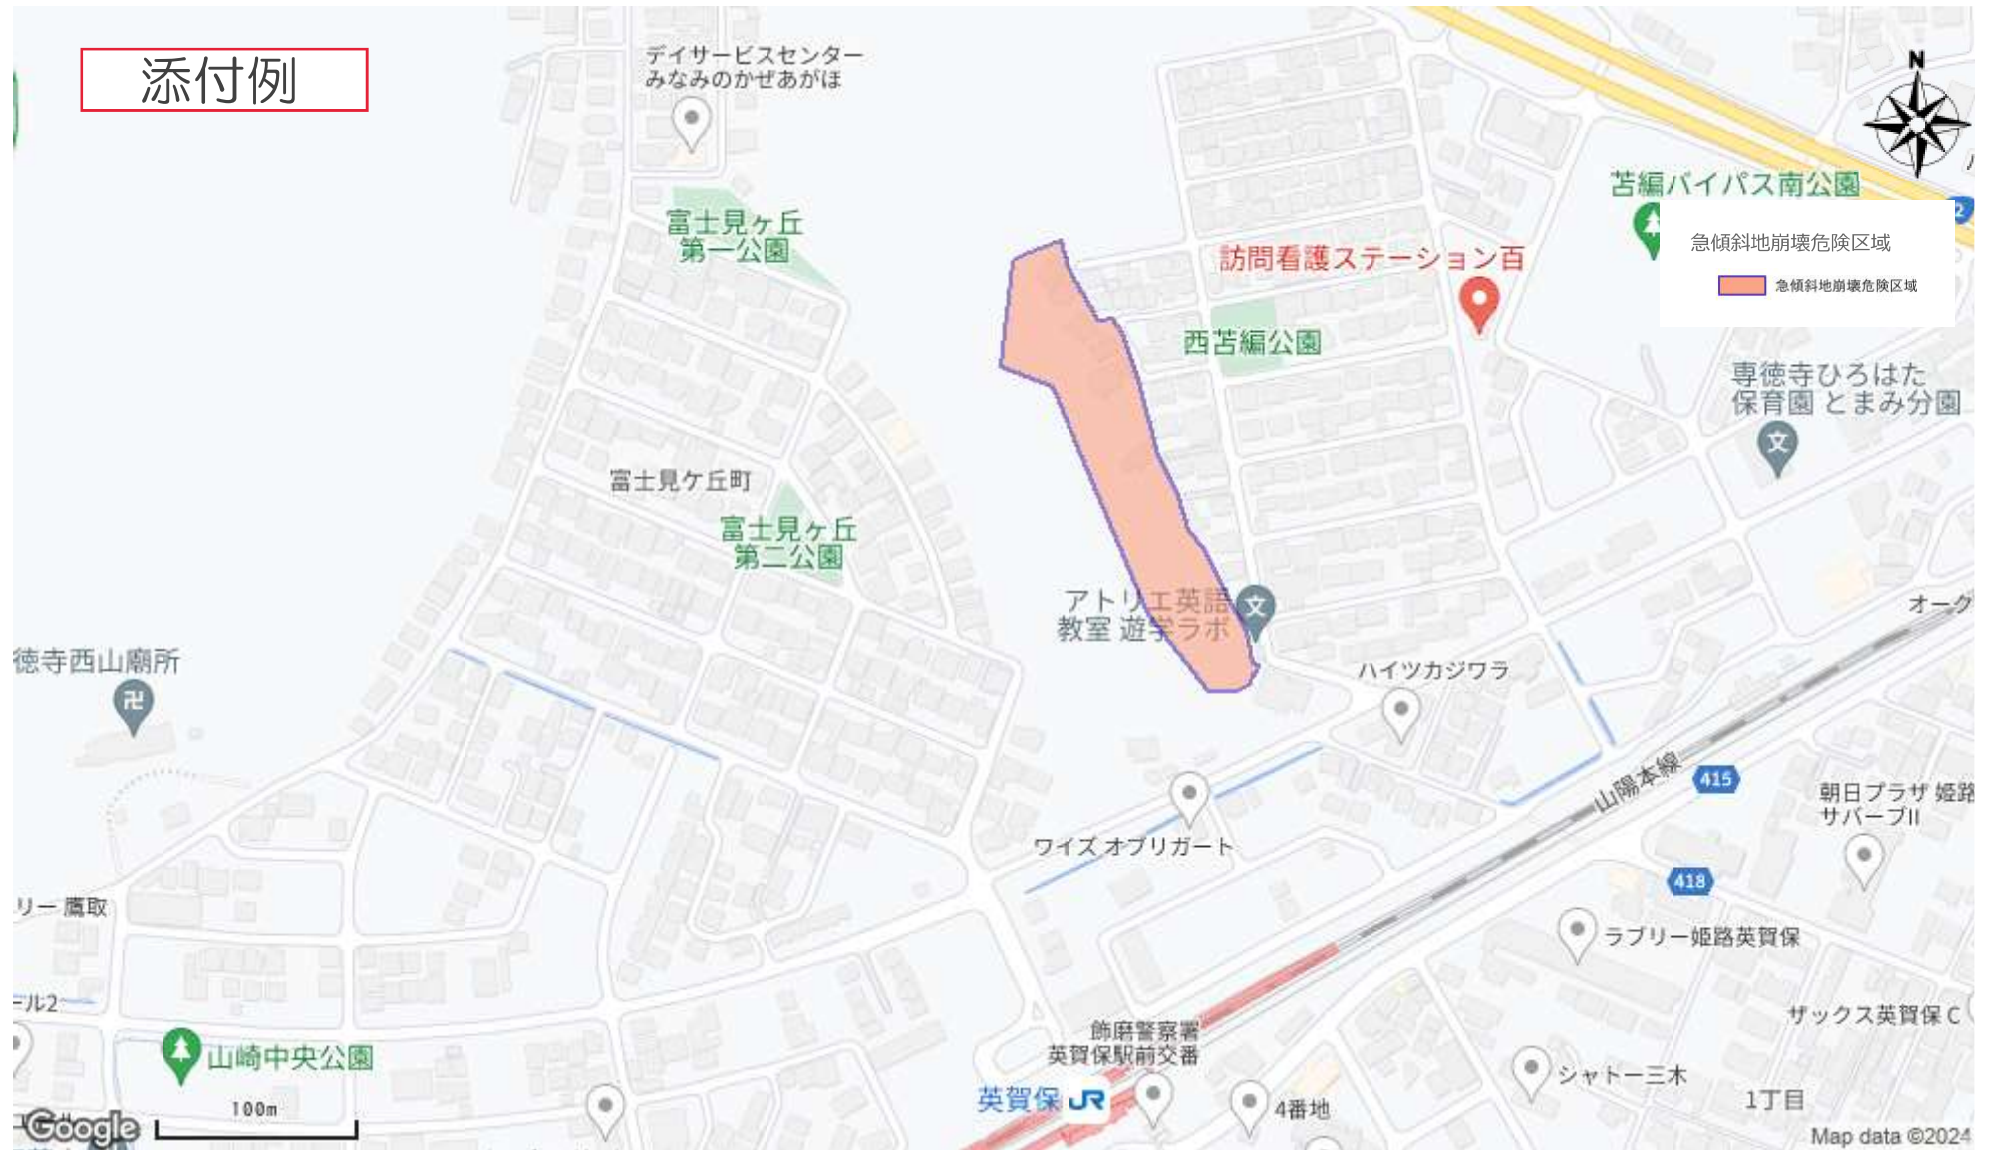 添付例
デイサービスセンター
みなみのかぜあがほ
N
苫編バイパス南公園
2
富士見ヶ丘
第一公園
訪問看護ステーション百
急傾斜地崩壊危険区域
急傾斜地崩壊危険区域
西苫編公園
専徳寺ひろはた
保育園 とまみ分園
文
富士見ケ丘町
富士見ヶ丘
第二公園
アトリエ英語
教室 遊学ラボ
文
オーク
徳寺西山廟所
卍
ハイツカジワラ
山陽本線
415
朝日プラザ 姫路
サバーブII
ワイズ オブリガート
418
リー 鷹取
ラブリー姫路英賀保
ール2
ザックス英賀保 C
飾磨警察署
英賀保駅前交番
山崎中央公園
シャトー三木
英賀保 JR
4番地
1丁目
100m
Google
Map data ©2024